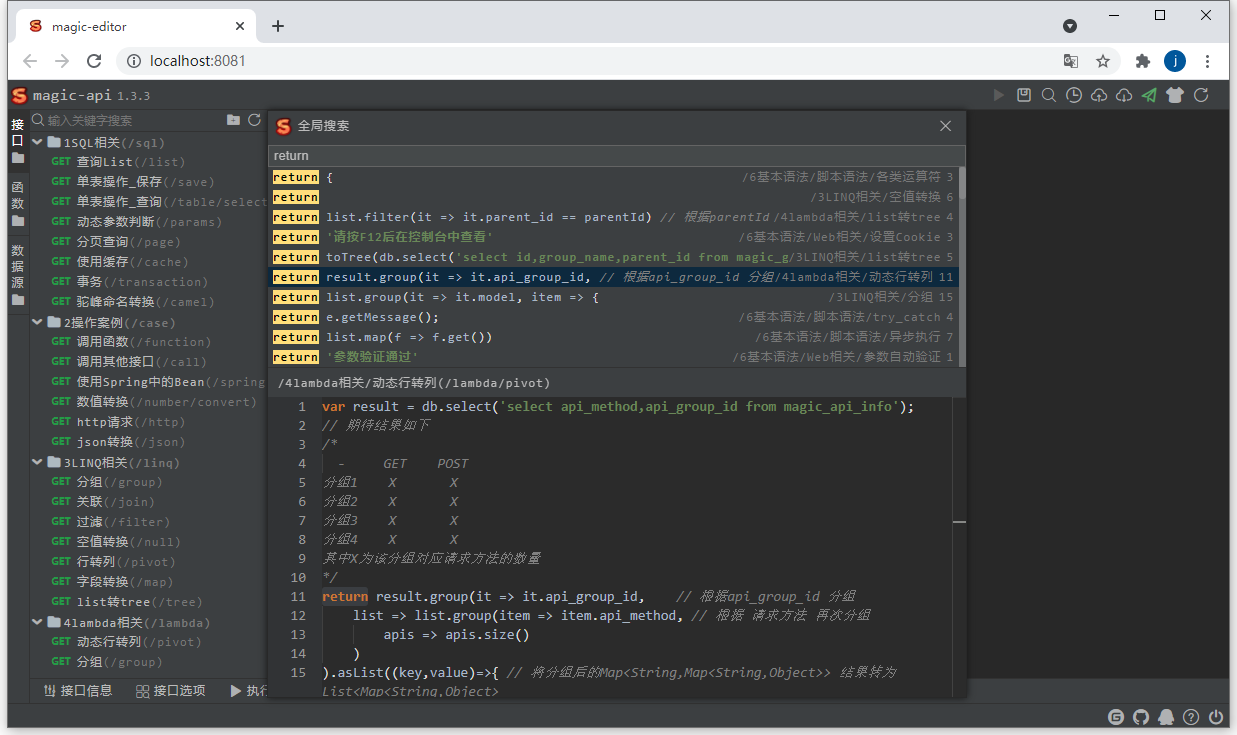 magic-editor
localhost:8081
j
magic-api 1.3.3
接口
函数
数据源
输入关键字搜索
1SQL相关(/sql)
GET 查询List(/list)
GET 单表操作_保存(/save)
GET 单表操作_查询(/table/select
GET 动态参数判断(/params)
GET 分页查询(/page)
GET 使用缓存(/cache)
GET 事务(/transaction)
GET 驼峰命名转换(/camel)
2操作案例(/case)
GET 调用函数(/function)
GET 调用其他接口(/call)
GET 使用Spring中的Bean(/spring
GET 数值转换(/number/convert)
GET http请求(/http)
GET json转换(/json)
3LINQ相关(/linq)
GET 分组(/group)
GET 关联(/join)
GET 过滤(/filter)
GET 空值转换(/null)
GET 行转列(/pivot)
GET 字段转换(/map)
GET list转tree(/tree)
4lambda相关(/lambda)
GET 动态行转列(/pivot)
GET 分组(/group)
全局搜索
return
return { /6基本语法/脚本语法/各类运算符 3
return /3LINQ相关/空值转换 6
return list.filter(it => it.parent_id == parentId) // 根据parentId /4lambda相关/list转tree 4
return '请按F12后在控制台中查看' /6基本语法/Web相关/设置Cookie 3
return toTree(db.select('select id,group_name,parent_id from magic_g/3LINQ相关/list转tree 5
return result.group(it => it.api_group_id, // 根据api_group_id 分组/4lambda相关/动态行转列 11
return list.group(it => it.model, item => { /3LINQ相关/分组 15
return e.getMessage(); /6基本语法/脚本语法/try_catch 4
return list.map(f => f.get()) /6基本语法/脚本语法/异步执行 7
return '参数验证通过' /6基本语法/Web相关/参数自动验证 1
/4lambda相关/动态行转列(/lambda/pivot)
1 var result = db.select('select api_method,api_group_id from magic_api_info');
2 // 期待结果如下
3 /*
4 - GET POST
5 分组1 X X
6 分组2 X X
7 分组3 X X
8 分组4 X X
9 其中X为该分组对应请求方法的数量
10 */
11 return result.group(it => it.api_group_id, // 根据api_group_id 分组
12 list => list.group(item => item.api_method, // 根据 请求方法 再次分组
13 apis => apis.size()
14 )
15 ).asList((key,value)=>{ // 将分组后的Map<String,Map<String,Object>> 结果转为
List<Map<String,Object>
接口信息 接口选项 执行